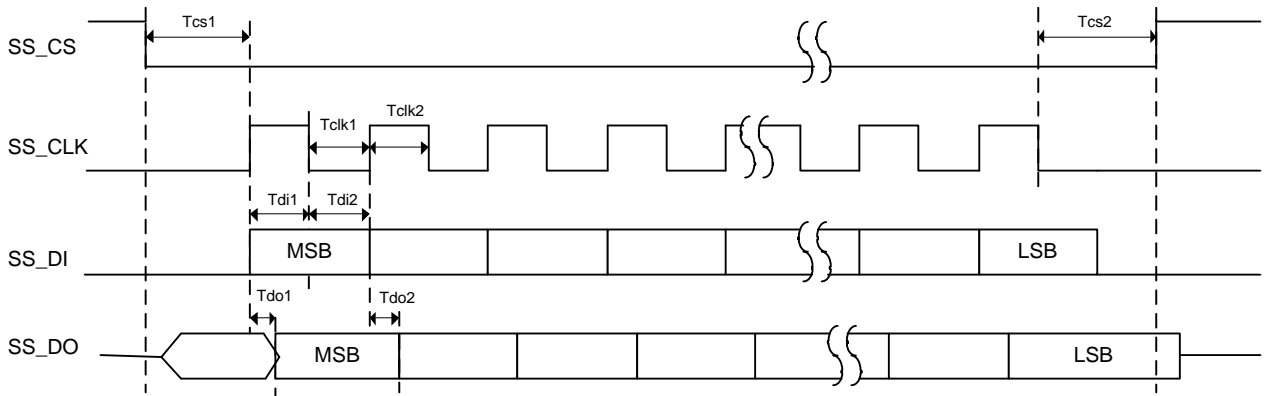 Tcs1
Tcs2
SS_CS
Tclk1
Tclk2
SS_CLK
Tdi1
Tdi2
SS_DI
MSB
LSB
Tdo1
Tdo2
SS_DO
MSB
LSB